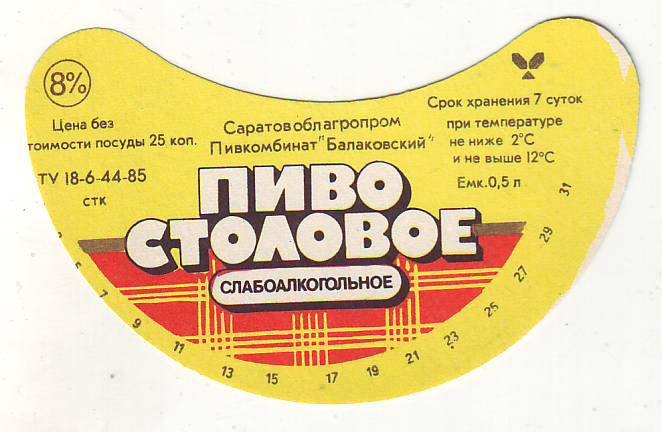 8%
Цена без
тоимости посуды 25 коп.
ТУ 18-6-44-85
стк
Саратовоблагропром
Пивкомбинат "Балаковский"
Срок хранения 7 суток
при температуре
не ниже 2°С
и не выше 12°С
Емк.0,5 л
ПИВО
СТОЛОВОЕ
СЛАБОАЛКОГОЛЬНОЕ
7 9 11 13 15 17 19 21 23 25 27 29 31